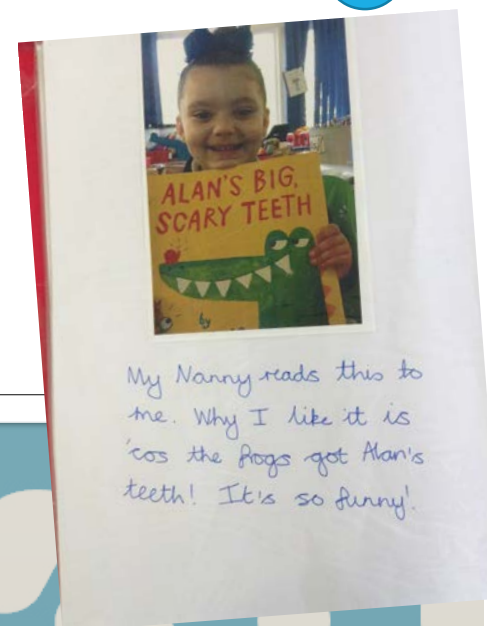 ALAN'S BIG,
SCARY TEETH
by
My Nanny reads this to
me. Why I like it is
'cos the frogs got Alan's
teeth! It's so funny!